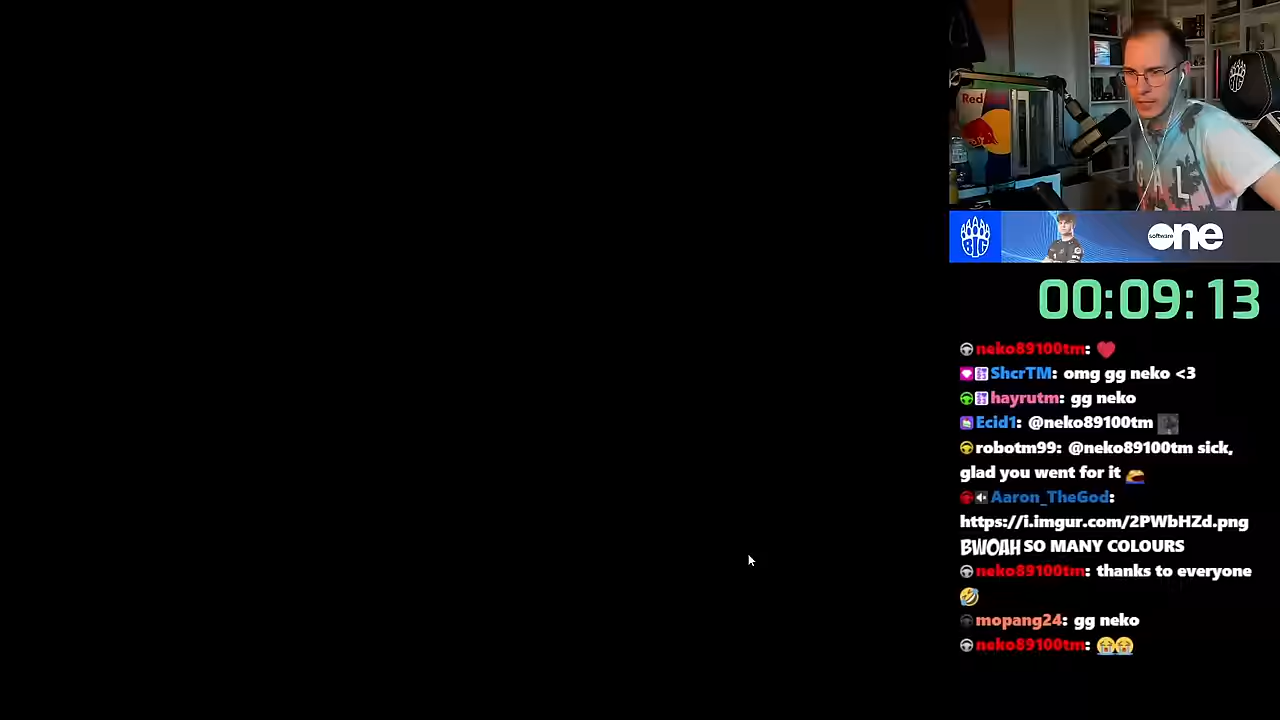 Red
G A L
BIG
software one
00:09:13
neko89100tm: ❤
ShcrTM: omg gg neko <3
hayrutm: gg neko
Ecid1: @neko89100tm
robotm99: @neko89100tm sick,
glad you went for it
Aaron_TheGod:
https://i.imgur.com/2PWbHZd.png
BWOAH SO MANY COLOURS
neko89100tm: thanks to everyone
🤣
mopang24: gg neko
neko89100tm: 😭😭